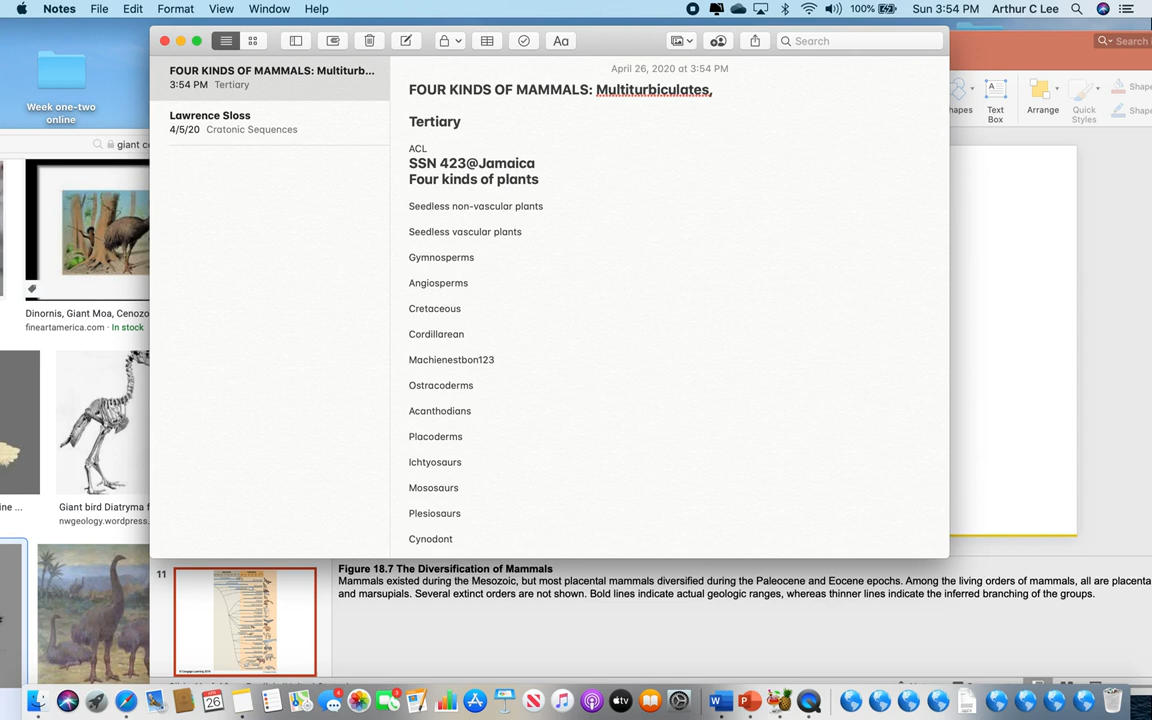 Notes File Edit Format View Window Help 100% Sun 3:54 PM Arthur C Lee
Search
Search
Week one-two
online
giant
Dinornis, Giant Moa, Cenozo
fineartamerica.com · In stock
ine ...
Giant bird Diatryma f
nwgeology.wordpress.
FOUR KINDS OF MAMMALS: Multiturb...
3:54 PM Tertiary
Lawrence Sloss
4/5/20 Cratonic Sequences
April 26, 2020 at 3:54 PM
FOUR KINDS OF MAMMALS: Multiturbiculates,
Tertiary
ACL
SSN 423@Jamaica
Four kinds of plants
Seedless non-vascular plants
Seedless vascular plants
Gymnosperms
Angiosperms
Cretaceous
Cordillarean
Machienestbon123
Ostracoderms
Acanthodians
Placoderms
Ichtyosaurs
Mososaurs
Plesiosaurs
Cynodont
hapes
Text
Box
Arrange
Quick
Styles
Shape
Shape
11
Figure 18.7 The Diversification of Mammals
Mammals existed during the Mesozoic, but most placental mammals diversified during the Paleocene and Eocene epochs. Among the living orders of mammals, all are placenta
and marsupials. Several extinct orders are not shown. Bold lines indicate actual geologic ranges, whereas thinner lines indicate the inferred branching of the groups.